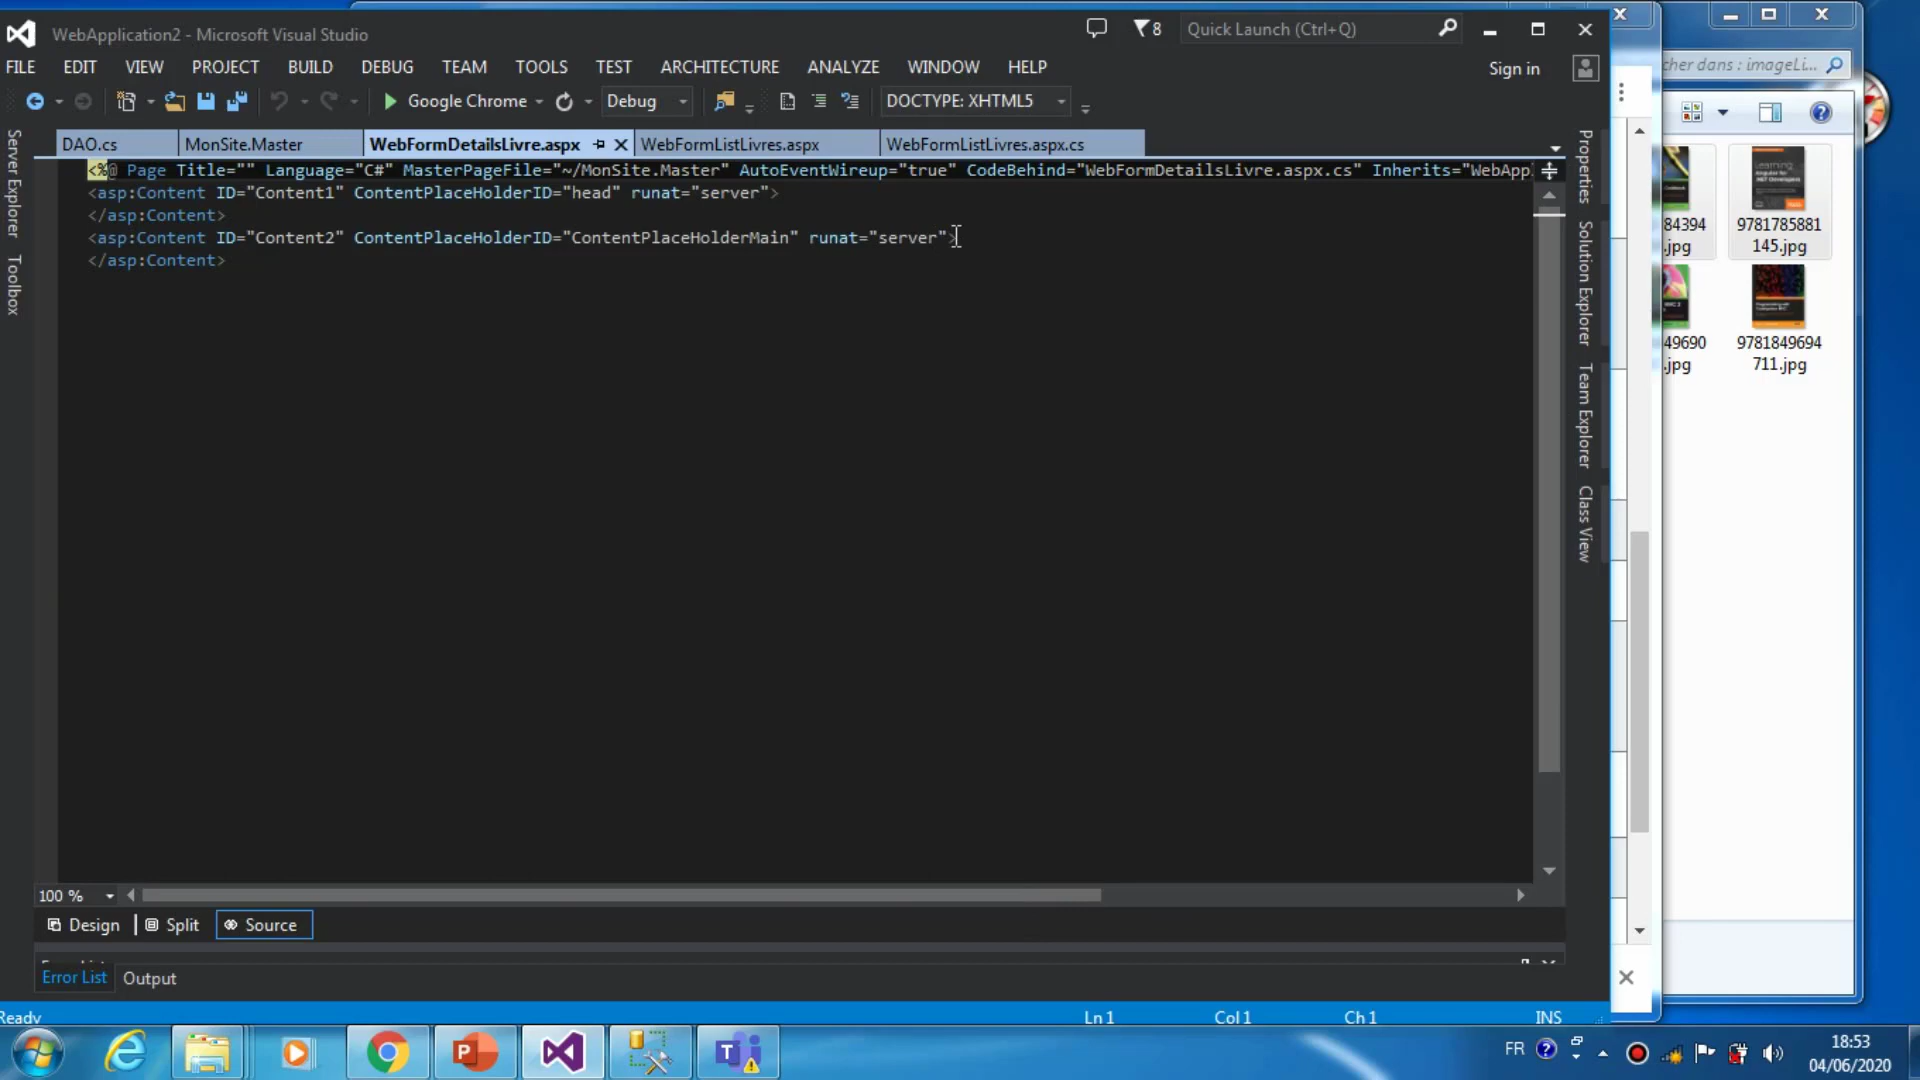 WebApplication2 - Microsoft Visual Studio
8
Quick Launch (Ctrl+Q)
FILE EDIT VIEW PROJECT BUILD DEBUG TEAM TOOLS TEST ARCHITECTURE ANALYZE WINDOW HELP
Sign in
Google Chrome Debug DOCTYPE: XHTML5
DAO.cs MonSite.Master WebFormDetailsLivre.aspx WebFormListLivres.aspx WebFormListLivres.aspx.cs
<%@ Page Title="" Language="C#" MasterPageFile="~/MonSite.Master" AutoEventWireup="true" CodeBehind="WebFormDetailsLivre.aspx.cs" Inherits="WebApp
<asp:Content ID="Content1" ContentPlaceHolderID="head" runat="server">
</asp:Content>
<asp:Content ID="Content2" ContentPlaceHolderID="ContentPlaceHolderMain" runat="server">
</asp:Content>
Server Explorer
Toolbox
Properties
Solution Explorer
Team Explorer
Class View
cher dans : imageLi...
84394
.jpg
9781785881
145.jpg
49690
.jpg
9781849694
711.jpg
100 %
Design Split Source
Error List Output
Ready Ln 1 Col 1 Ch 1 INS
FR
18:53
04/06/2020